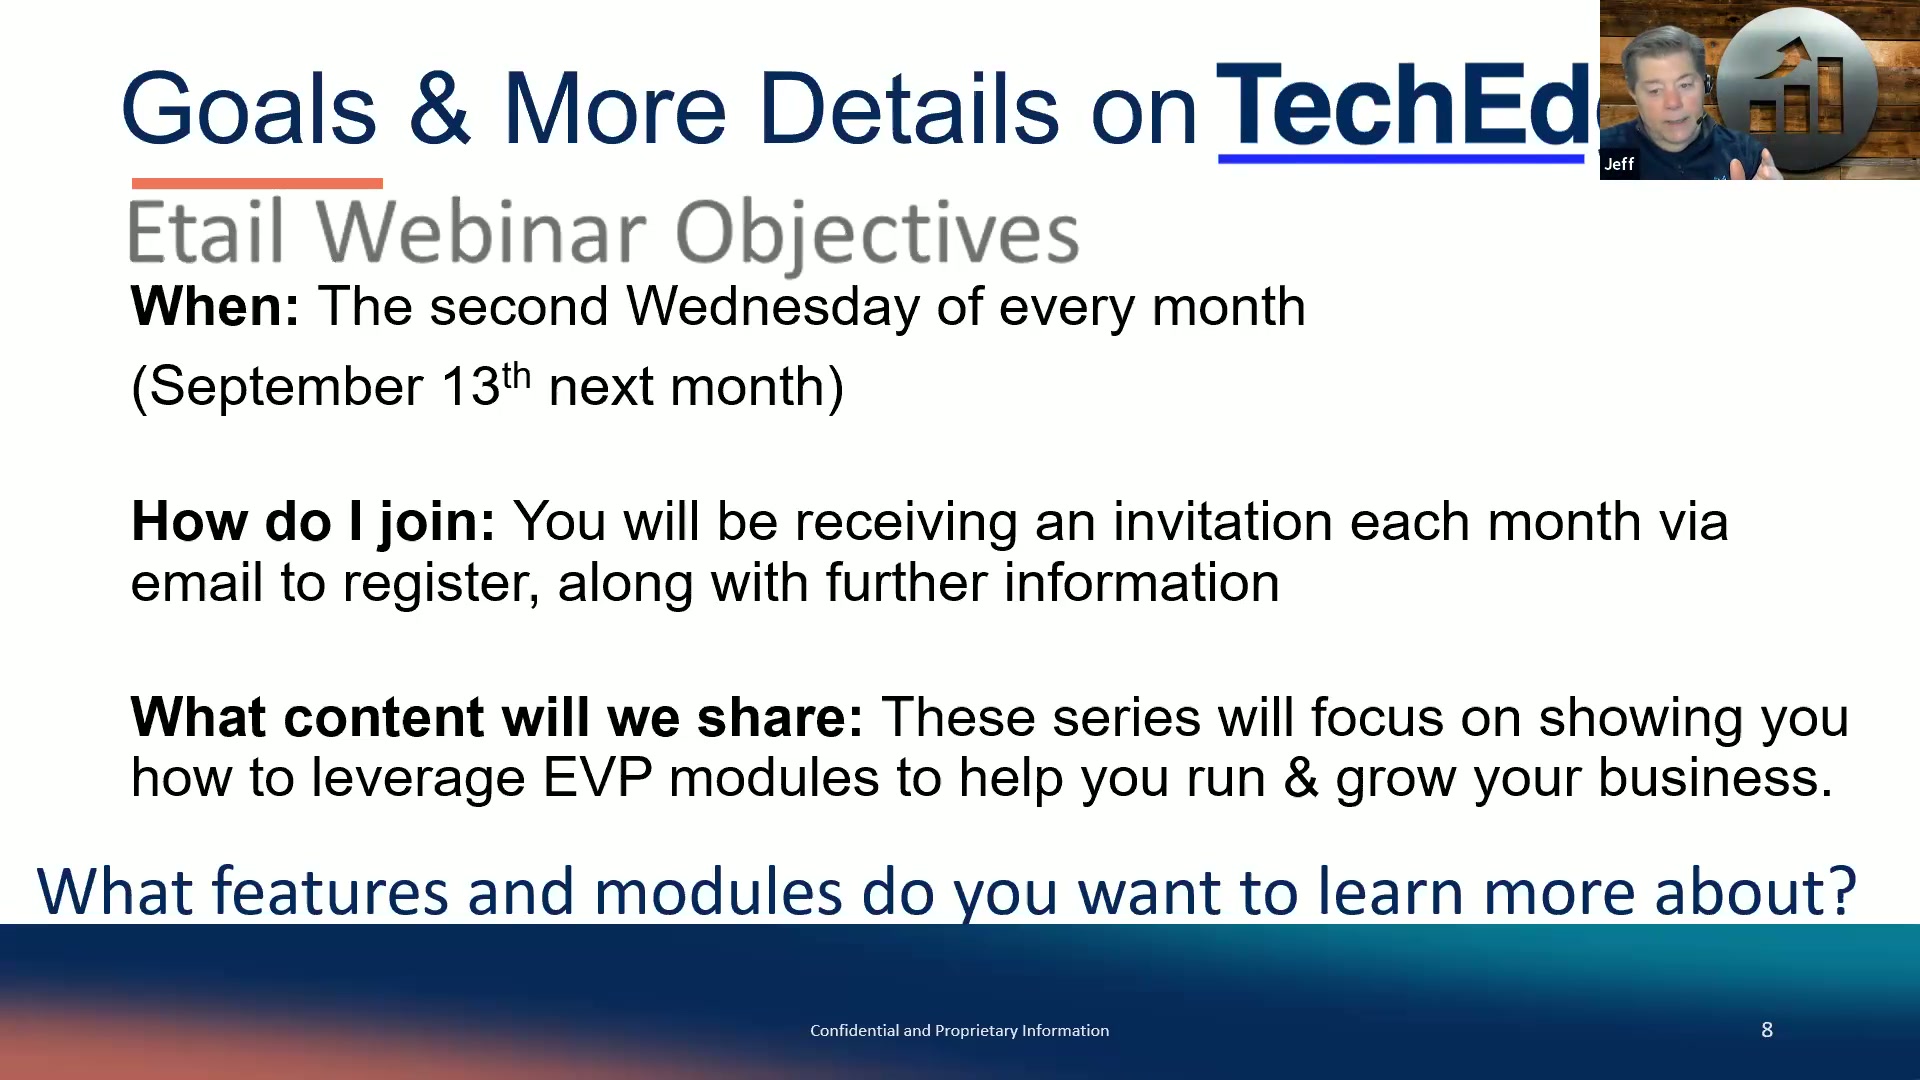 Goals & More Details on TechEd
Jeff
Etail Webinar Objectives
When: The second Wednesday of every month
(September 13th next month)
How do I join: You will be receiving an invitation each month via
email to register, along with further information
What content will we share: These series will focus on showing you
how to leverage EVP modules to help you run & grow your business.
What features and modules do you want to learn more about?
Confidential and Proprietary Information
8